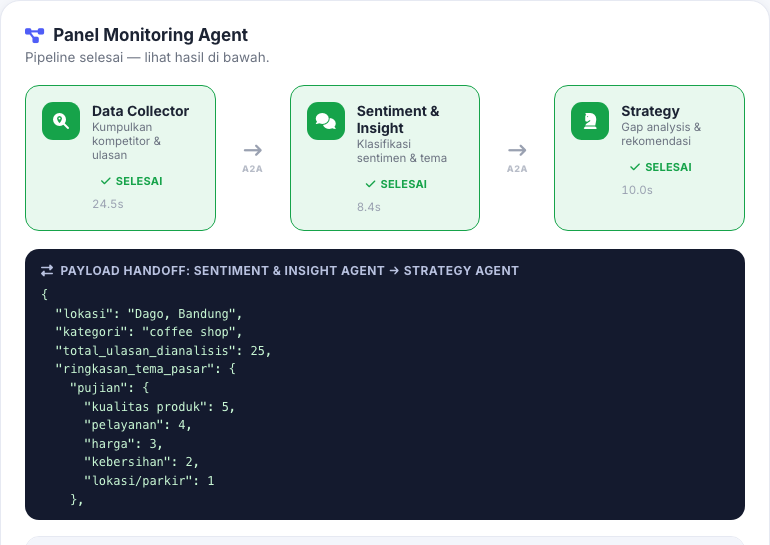 Panel Monitoring Agent
Pipeline selesai — lihat hasil di bawah.
Data Collector
Kumpulkan
kompetitor &
ulasan
SELESAI
24.5s
→
A2A
Sentiment &
Insight
Klasifikasi
sentimen & tema
SELESAI
8.4s
→
A2A
Strategy
Gap analysis &
rekomendasi
SELESAI
10.0s
PAYLOAD HANDOFF: SENTIMENT & INSIGHT AGENT → STRATEGY AGENT
{
  "lokasi": "Dago, Bandung",
  "kategori": "coffee shop",
  "total_ulasan_dianalisis": 25,
  "ringkasan_tema_pasar": {
    "pujian": {
      "kualitas produk": 5,
      "pelayanan": 4,
      "harga": 3,
      "kebersihan": 2,
      "lokasi/parkir": 1
    },